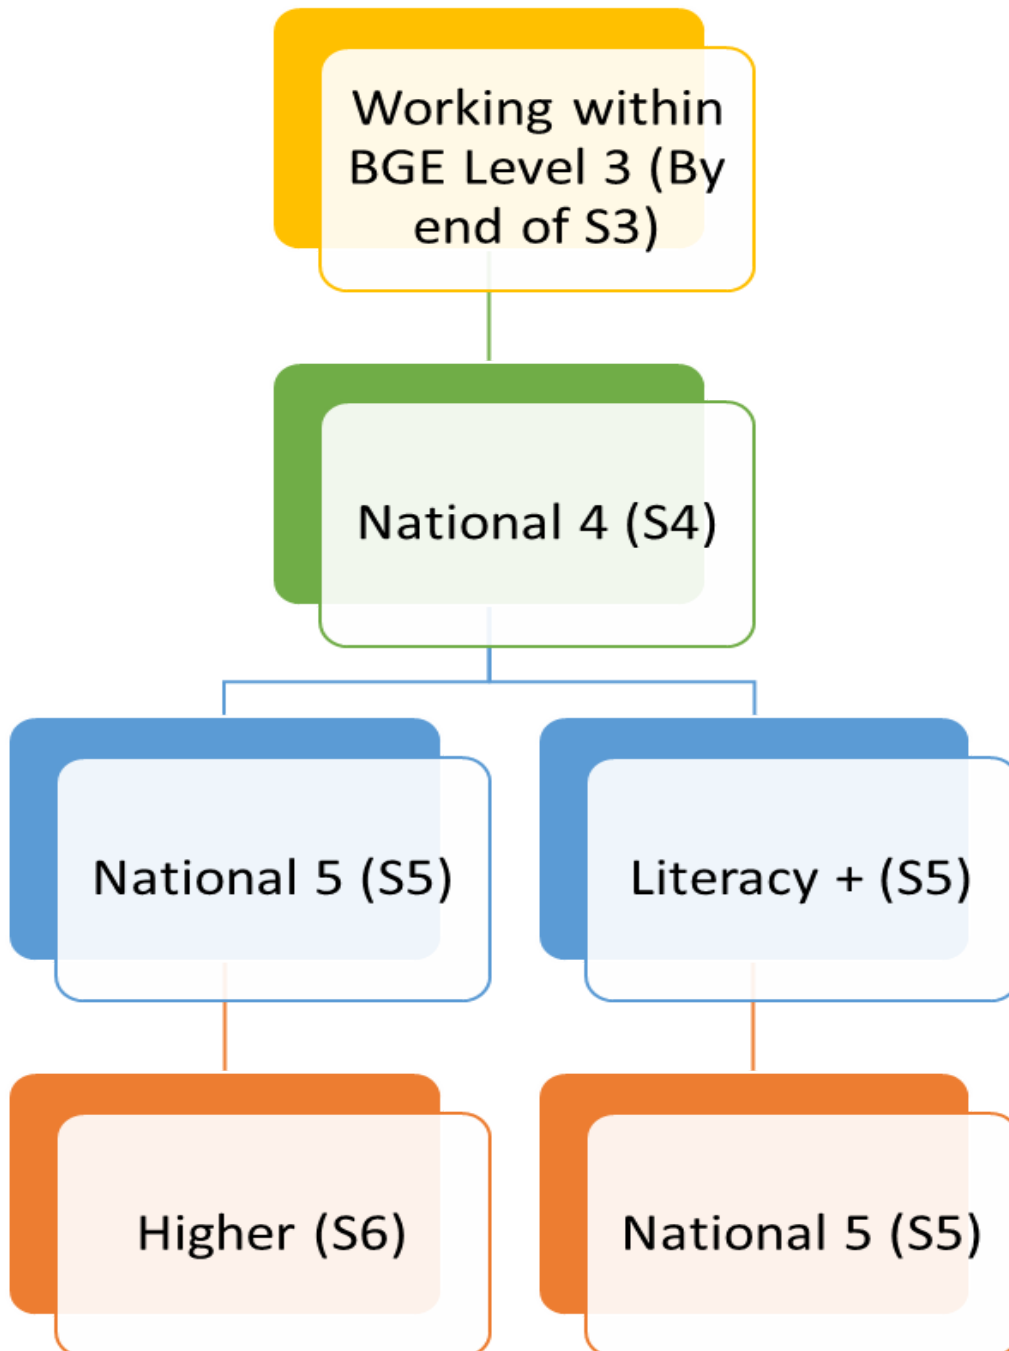 Working within
BGE Level 3 (By
end of S3)
National 4 (S4)
National 5 (S5)
Literacy + (S5)
Higher (S6)
National 5 (S5)